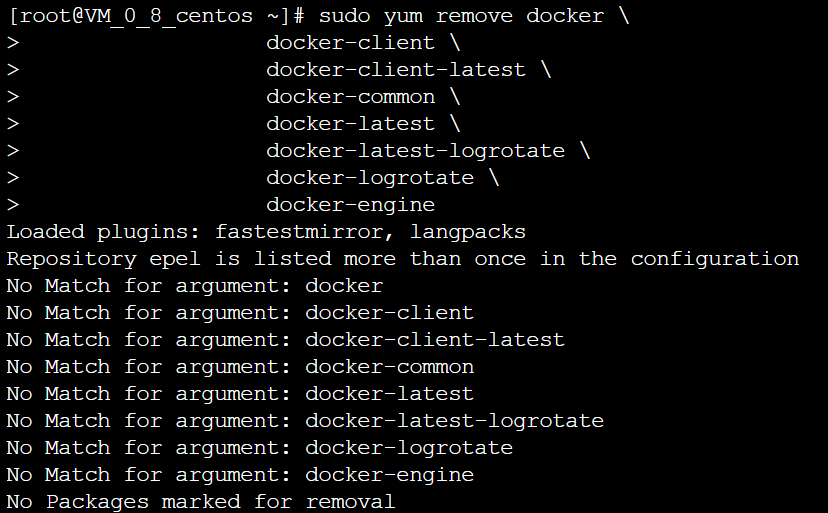 [root@VM_0_8_centos ~]# sudo yum remove docker \
>                   docker-client \
>                   docker-client-latest \
>                   docker-common \
>                   docker-latest \
>                   docker-latest-logrotate \
>                   docker-logrotate \
>                   docker-engine
Loaded plugins: fastestmirror, langpacks
Repository epel is listed more than once in the configuration
No Match for argument: docker
No Match for argument: docker-client
No Match for argument: docker-client-latest
No Match for argument: docker-common
No Match for argument: docker-latest
No Match for argument: docker-latest-logrotate
No Match for argument: docker-logrotate
No Match for argument: docker-engine
No Packages marked for removal